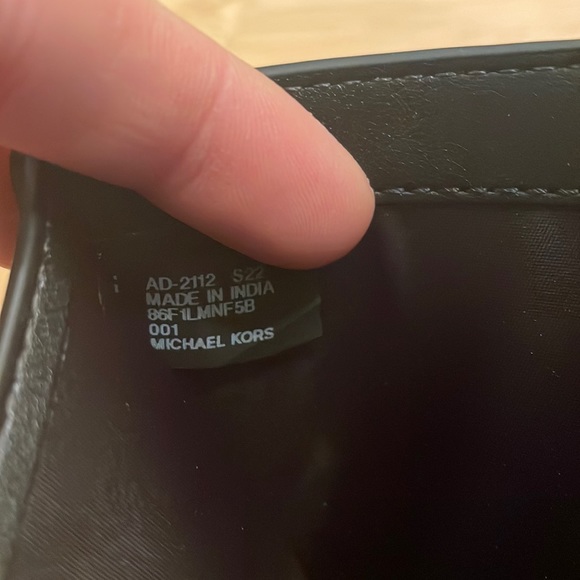 AD-2112 S22
MADE IN INDIA
86F1LMNF5B
001
MICHAEL KORS